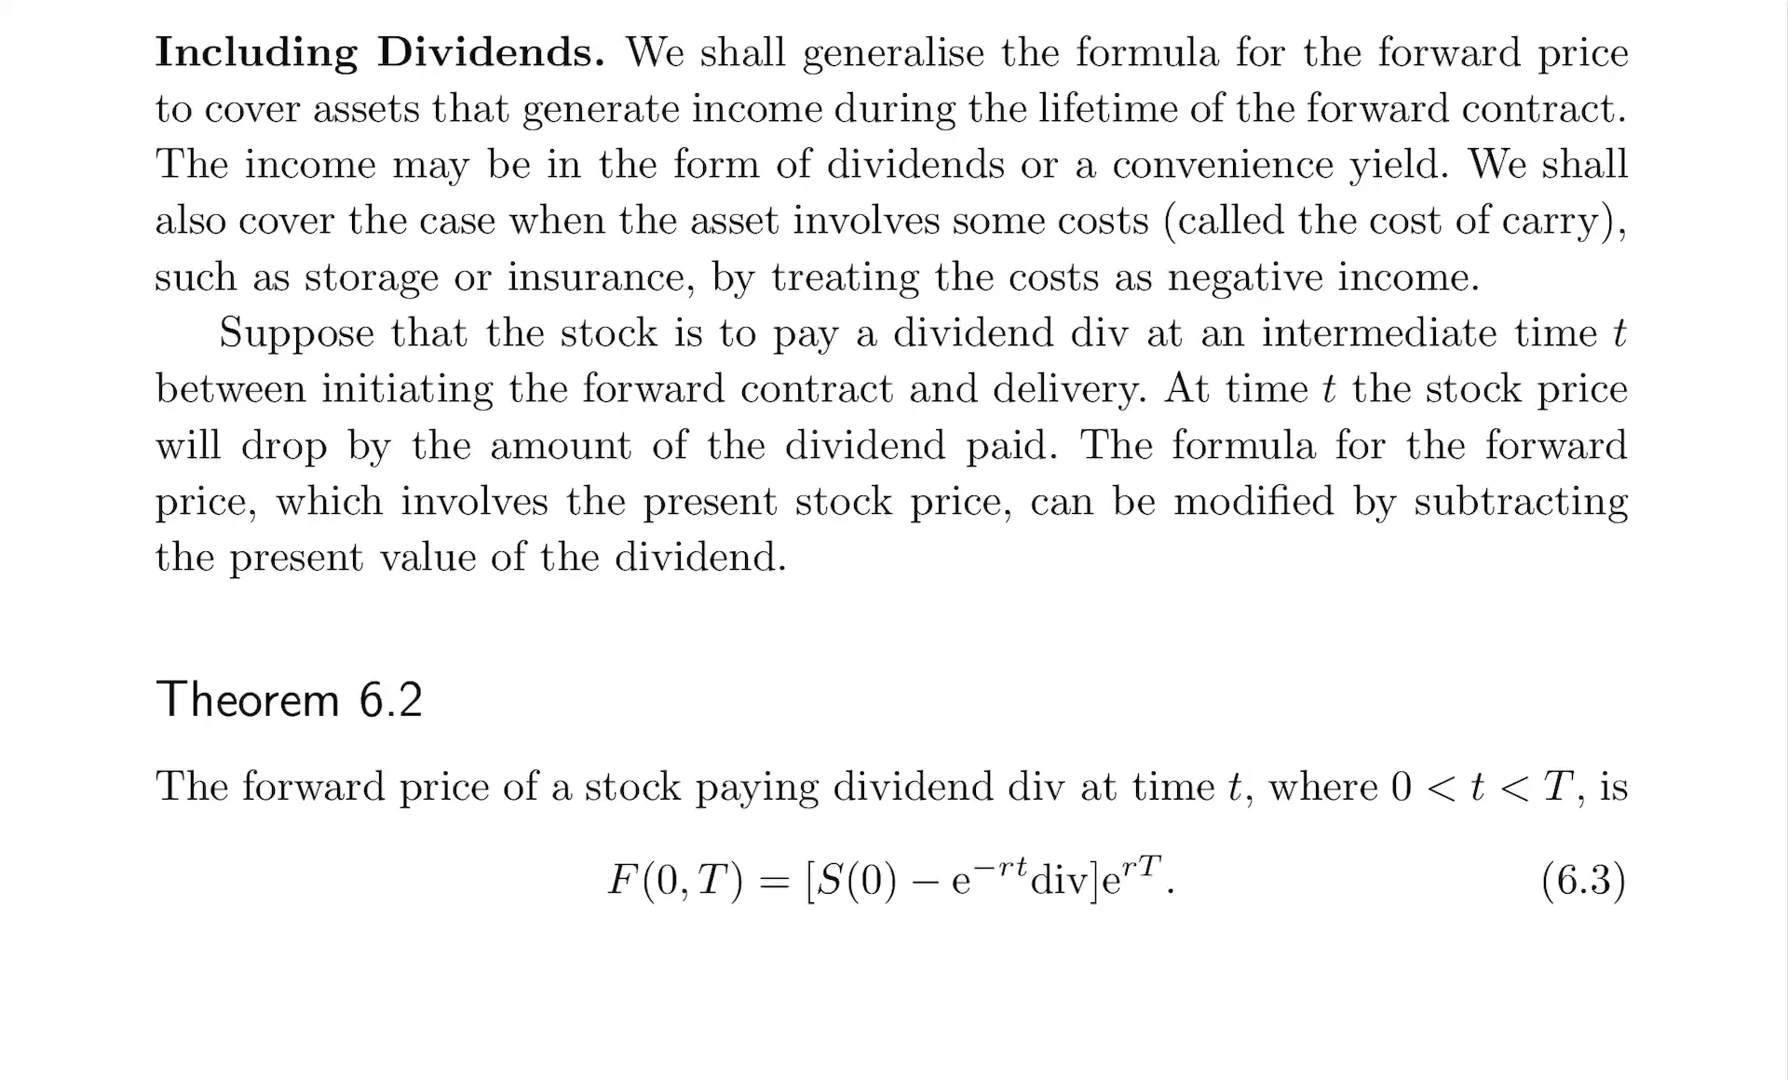 Including Dividends. We shall generalise the formula for the forward price
to cover assets that generate income during the lifetime of the forward contract.
The income may be in the form of dividends or a convenience yield. We shall
also cover the case when the asset involves some costs (called the cost of carry),
such as storage or insurance, by treating the costs as negative income.
Suppose that the stock is to pay a dividend div at an intermediate time t
between initiating the forward contract and delivery. At time t the stock price
will drop by the amount of the dividend paid. The formula for the forward
price, which involves the present stock price, can be modified by subtracting
the present value of the dividend.
Theorem 6.2
The forward price of a stock paying dividend div at time t, where 0 < t < T, is
F(0, T) = [S(0) − e^{−rt}div]e^{rT}. (6.3)